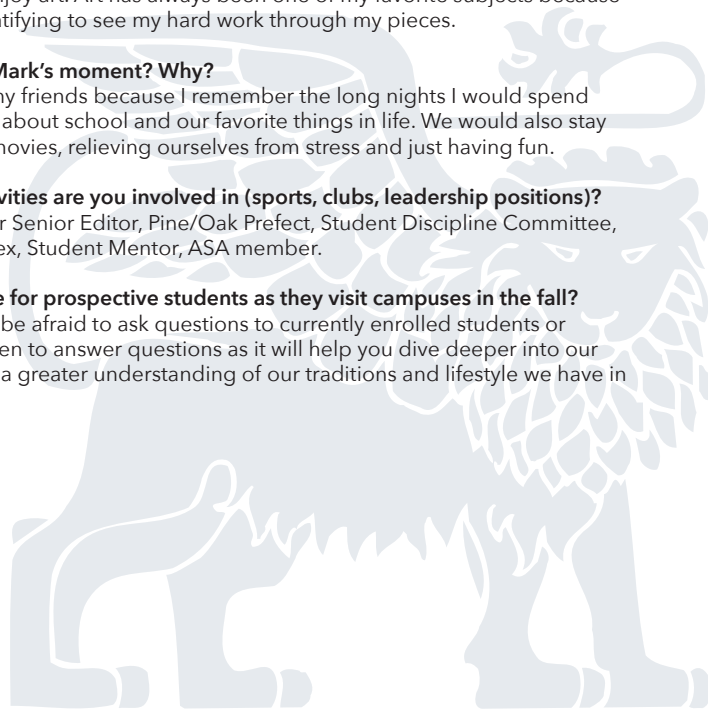 njoy art. Art has always been one of my favorite subjects because
tifying to see my hard work through my pieces.
Mark's moment? Why?
ny friends because I remember the long nights I would spend
about school and our favorite things in life. We would also stay
movies, relieving ourselves from stress and just having fun.
vities are you involved in (sports, clubs, leadership positions)?
r Senior Editor, Pine/Oak Prefect, Student Discipline Committee,
ex, Student Mentor, ASA member.
e for prospective students as they visit campuses in the fall?
be afraid to ask questions to currently enrolled students or
en to answer questions as it will help you dive deeper into our
a greater understanding of our traditions and lifestyle we have in